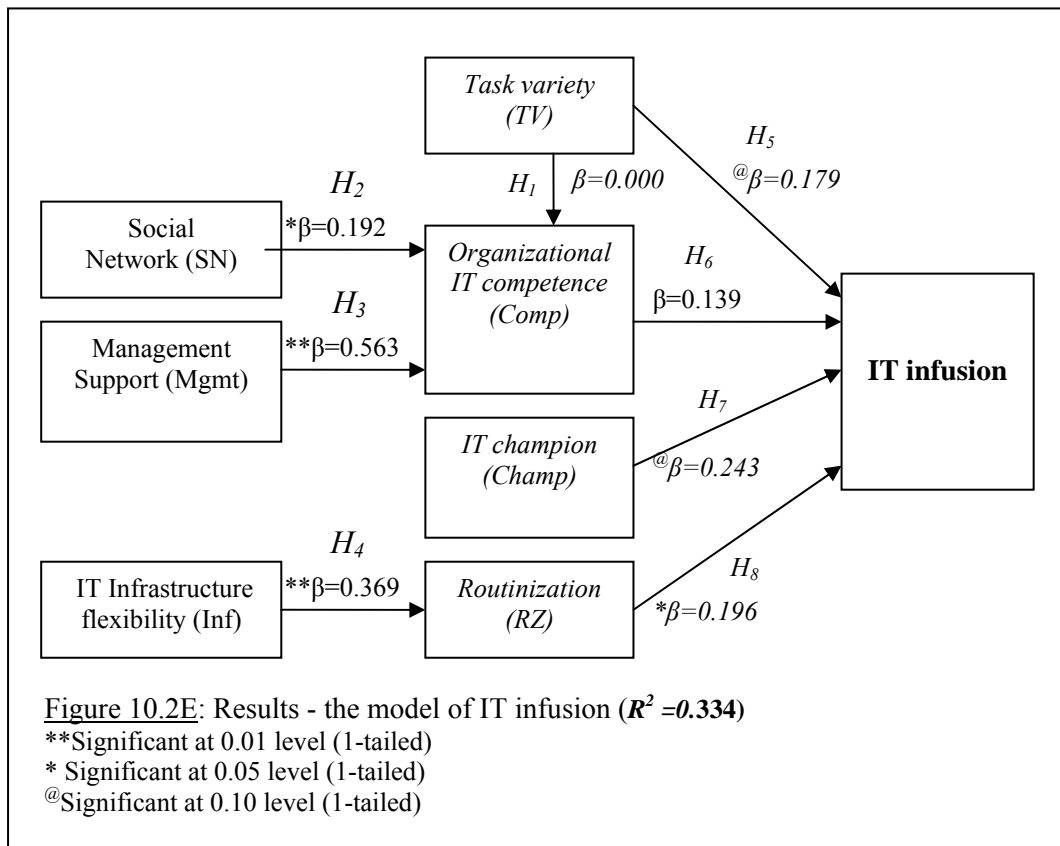 Task variety
(TV)
H5
@β=0.179
H1
β=0.000
H2
*β=0.192
Social
Network (SN)
Organizational
IT competence
(Comp)
H6
β=0.139
H3
**β=0.563
Management
Support (Mgmt)
IT infusion
H7
@β=0.243
IT champion
(Champ)
H4
**β=0.369
IT Infrastructure
flexibility (Inf)
Routinization
(RZ)
H8
*β=0.196
Figure 10.2E: Results - the model of IT infusion (R² =0.334)
**Significant at 0.01 level (1-tailed)
* Significant at 0.05 level (1-tailed)
@Significant at 0.10 level (1-tailed)